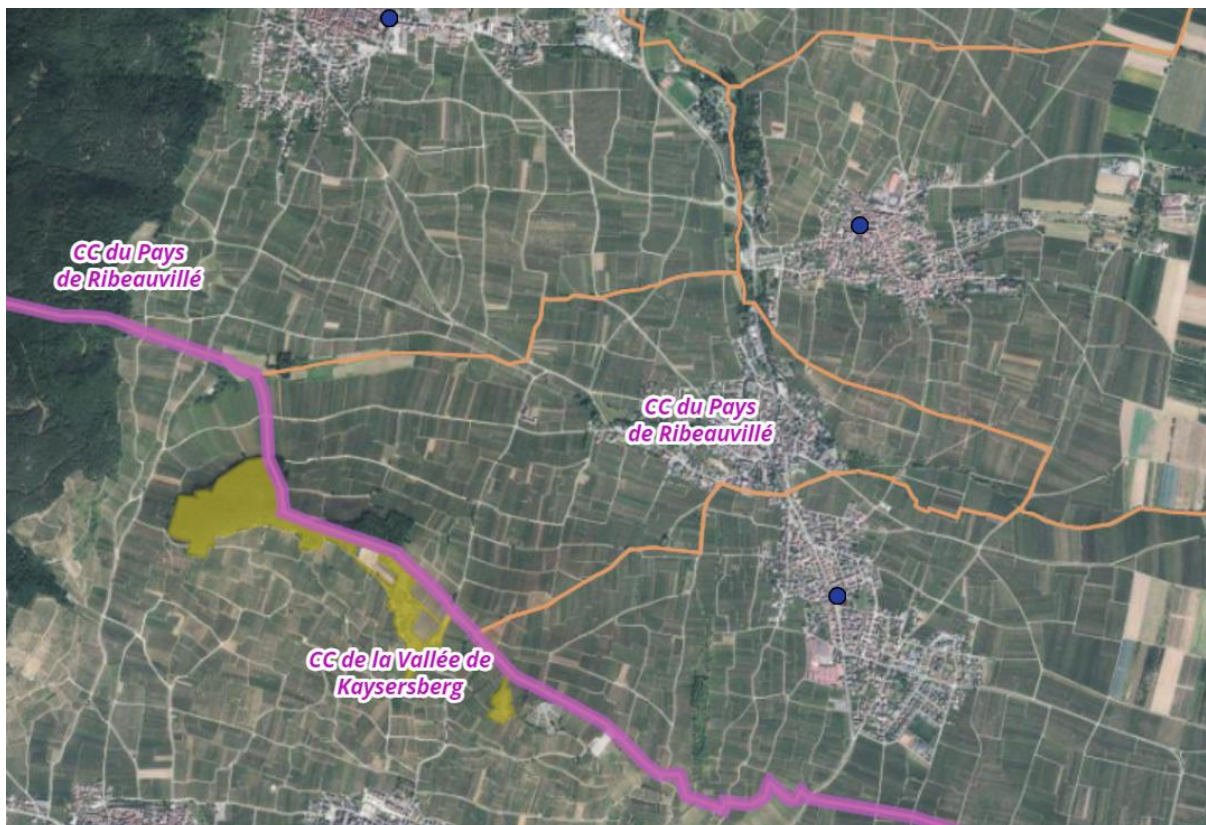 CC du Pays
de Ribeauvillé
CC du Pays
de Ribeauvillé
CC de la Vallée de
Kaysersberg